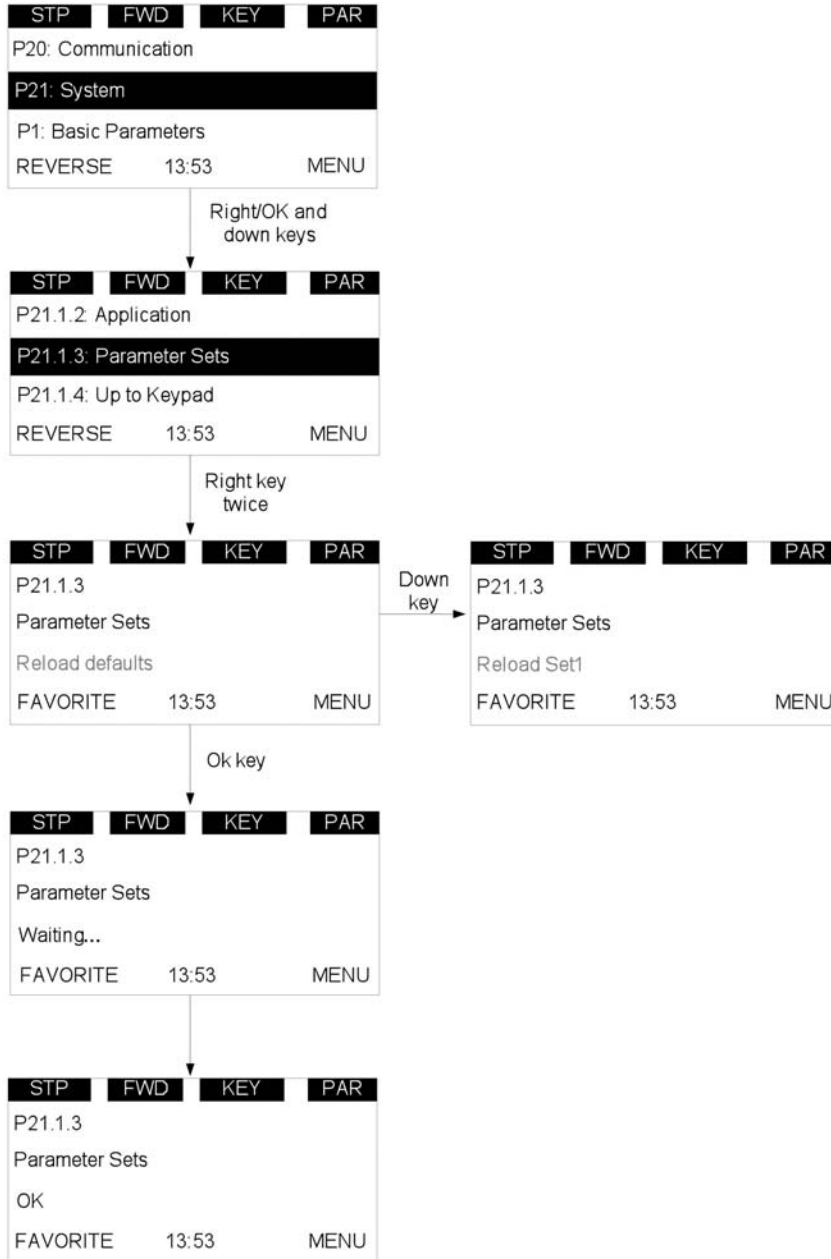 STP FWD KEY PAR
P20: Communication
P21: System
P1: Basic Parameters
REVERSE 13:53 MENU
Right/OK and
down keys
STP FWD KEY PAR
P21.1.2: Application
P21.1.3: Parameter Sets
P21.1.4: Up to Keypad
REVERSE 13:53 MENU
Right key
twice
STP FWD KEY PAR
P21.1.3
Parameter Sets
Reload defaults
FAVORITE 13:53 MENU
Down
key
STP FWD KEY PAR
P21.1.3
Parameter Sets
Reload Set1
FAVORITE 13:53 MENU
Ok key
STP FWD KEY PAR
P21.1.3
Parameter Sets
Waiting...
FAVORITE 13:53 MENU
STP FWD KEY PAR
P21.1.3
Parameter Sets
OK
FAVORITE 13:53 MENU